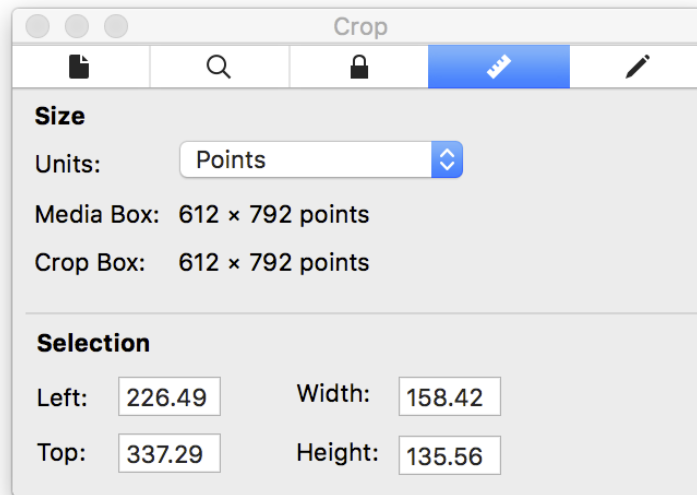 Crop
Size
Units: Points
Media Box: 612 × 792 points
Crop Box: 612 × 792 points
Selection
Left: 226.49 Width: 158.42
Top: 337.29 Height: 135.56